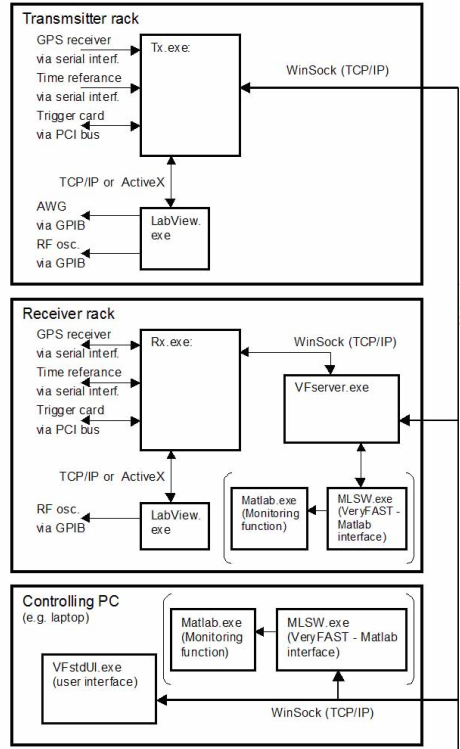 Transmsitter rack
GPS receiver
via serial interf.
Time referance
via serial interf.
Trigger card
via PCI bus
Tx.exe:
WinSock (TCP/IP)
TCP/IP or ActiveX
AWG
via GPIB
RF osc.
via GPIB
LabView.
exe
Receiver rack
GPS receiver
via serial interf.
Time referance
via serial interf.
Trigger card
via PCI bus
Rx.exe:
WinSock (TCP/IP)
VFserver.exe
TCP/IP or ActiveX
RF osc.
via GPIB
LabView.
exe
Matlab.exe
(Monitoring
function)
MLSW.exe
(VeryFAST -
Matlab
interface)
Controlling PC
(e.g. laptop)
Matlab.exe
(Monitoring
function)
MLSW.exe
(VeryFAST - Matlab
interface)
VFstdUI.exe
(user interface)
WinSock (TCP/IP)